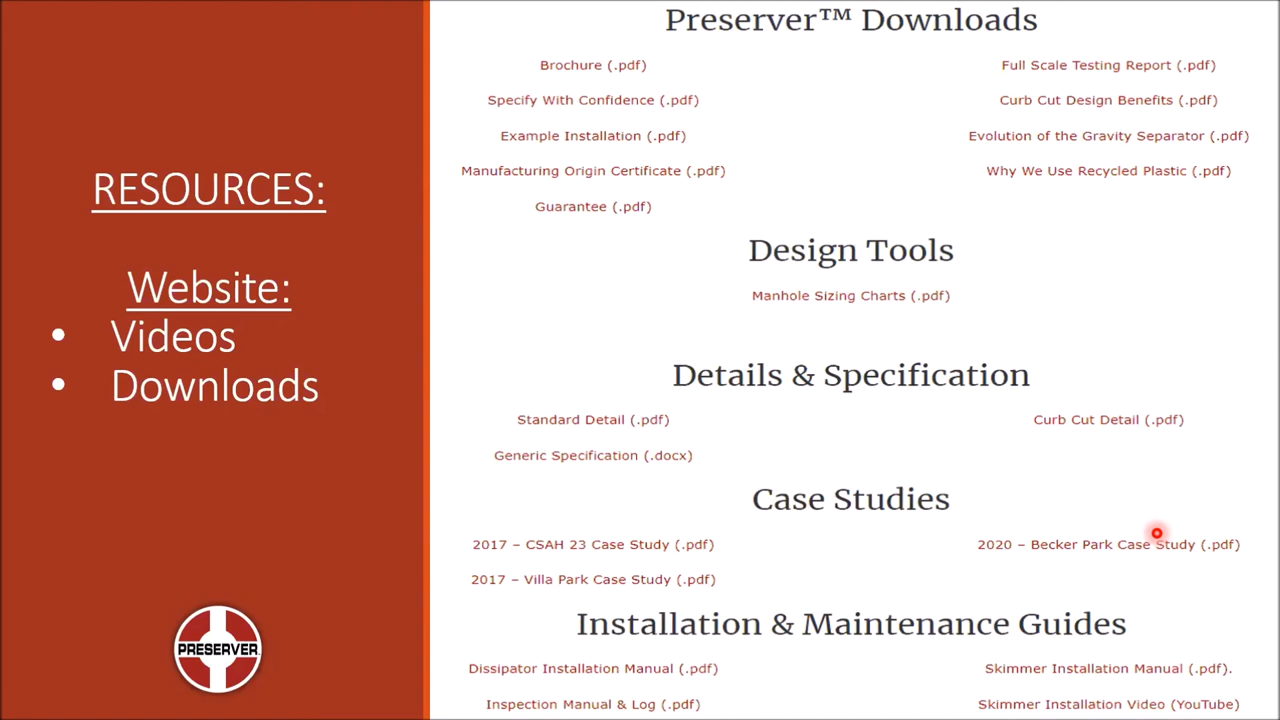 RESOURCES:
Website:
• Videos
• Downloads
PRESERVER
Preserver™ Downloads
Brochure (.pdf)
Full Scale Testing Report (.pdf)
Specify With Confidence (.pdf)
Curb Cut Design Benefits (.pdf)
Example Installation (.pdf)
Evolution of the Gravity Separator (.pdf)
Manufacturing Origin Certificate (.pdf)
Why We Use Recycled Plastic (.pdf)
Guarantee (.pdf)
Design Tools
Manhole Sizing Charts (.pdf)
Details & Specification
Standard Detail (.pdf)
Curb Cut Detail (.pdf)
Generic Specification (.docx)
Case Studies
2017 – CSAH 23 Case Study (.pdf)
2020 – Becker Park Case Study (.pdf)
2017 – Villa Park Case Study (.pdf)
Installation & Maintenance Guides
Dissipator Installation Manual (.pdf)
Skimmer Installation Manual (.pdf).
Inspection Manual & Log (.pdf)
Skimmer Installation Video (YouTube)